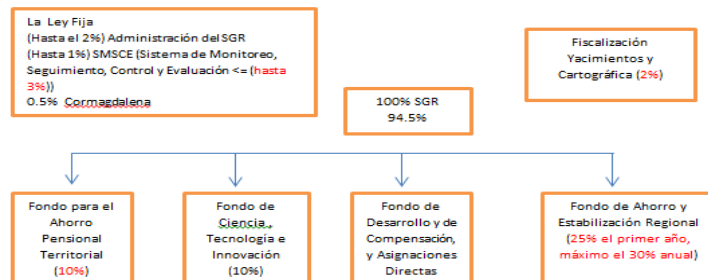 La Ley Fija
(Hasta el 2%) Administración del SGR
(Hasta 1%) SMSCE (Sistema de Monitoreo,
Seguimiento, Control y Evaluación <= (hasta
3%))
0.5% Cormagdalena
Fiscalización
Yacimientos y
Cartográfica (2%)
100% SGR
94.5%
Fondo para el
Ahorro
Pensional
Territorial
(10%)
Fondo de
Ciencia,
Tecnología e
Innovación
(10%)
Fondo de
Desarrollo y de
Compensación,
y Asignaciones
Directas
Fondo de Ahorro y
Estabilización Regional
(25% el primer año,
máximo el 30% anual)